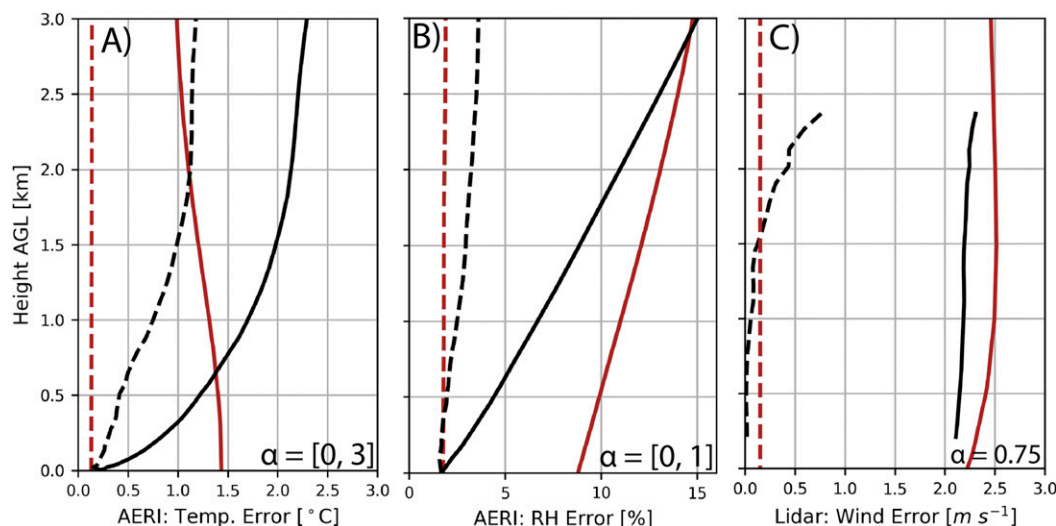 A)
B)
C)
Height AGL [km]
3.0
2.5
2.0
1.5
1.0
0.5
0.0
α = [0, 3]
α = [0, 1]
α = 0.75
0.0 0.5 1.0 1.5 2.0 2.5 3.0
0 5 10 15
0.0 0.5 1.0 1.5 2.0 2.5 3.0
AERI: Temp. Error [°C]
AERI: RH Error [%]
Lidar: Wind Error [m s⁻¹]